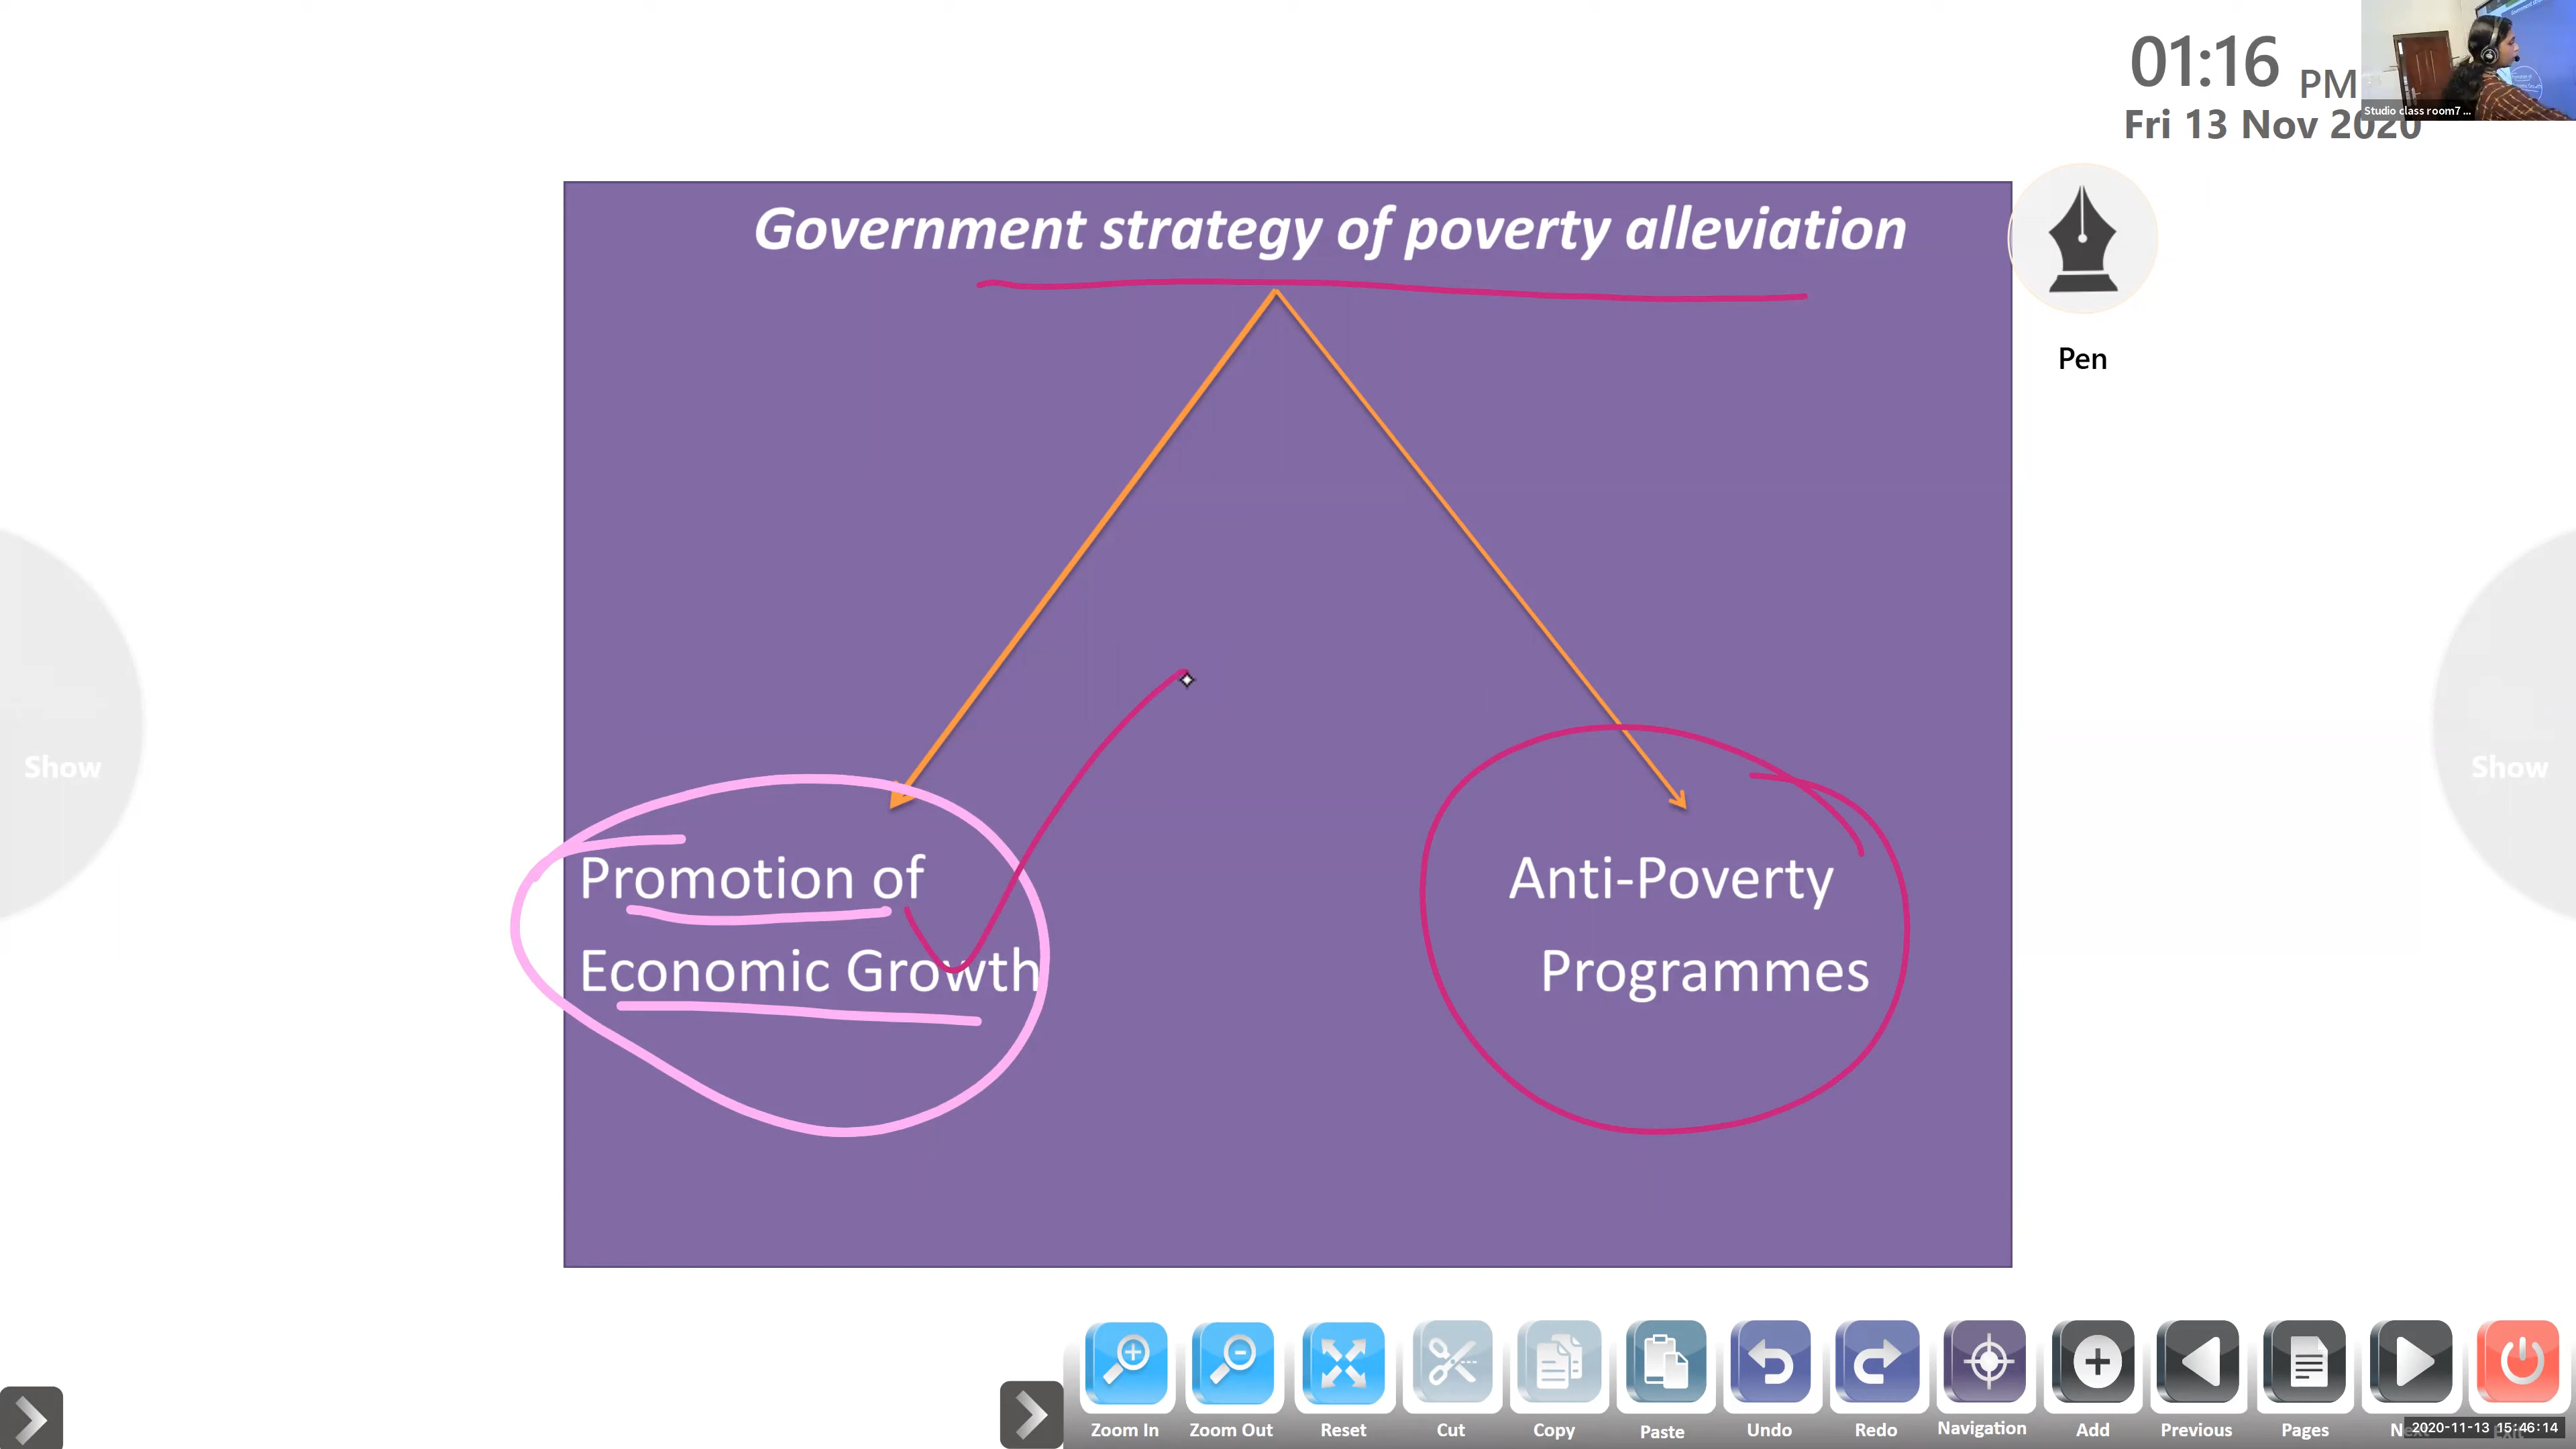 01:16 PM
Fri 13 Nov 2020
Studio class room7 ...
Government strategy of poverty alleviation
Pen
Show
Show
Promotion of
Economic Growth
Anti-Poverty
Programmes
Zoom In Zoom Out Reset Cut Copy Paste Undo Redo Navigation Add Previous Pages
2020-11-13 15:46:14